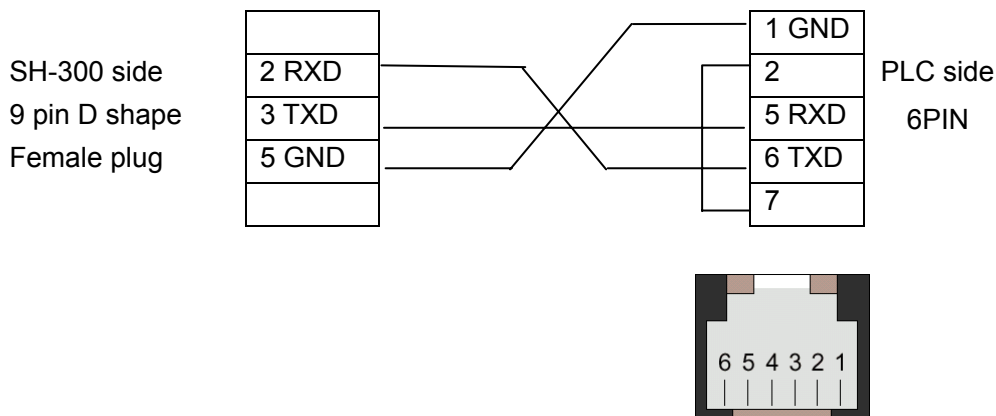 1 GND
SH-300 side
2 RXD
2
PLC side
9 pin D shape
3 TXD
5 RXD
6PIN
Female plug
5 GND
6 TXD
7
6 5 4 3 2 1